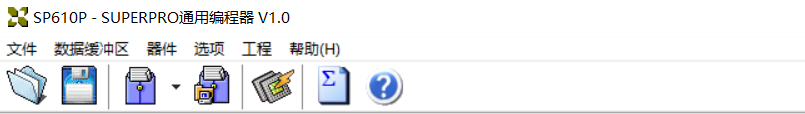 SP610P - SUPERPRO通用编程器 V1.0
文件 数据缓冲区 器件 选项 工程 帮助(H)
Σ ?